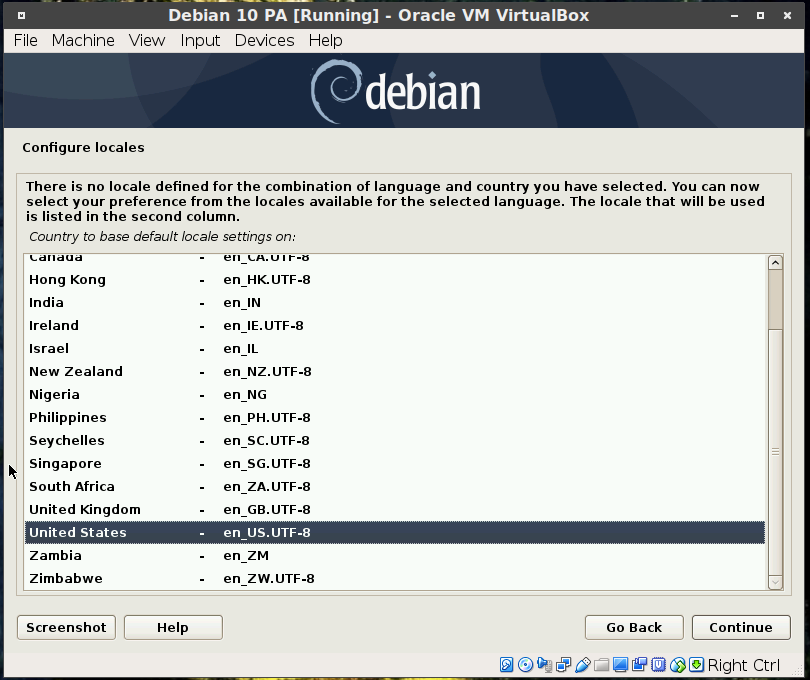 Debian 10 PA [Running] - Oracle VM VirtualBox
File Machine View Input Devices Help
debian
Configure locales
There is no locale defined for the combination of language and country you have selected. You can now
select your preference from the locales available for the selected language. The locale that will be used
is listed in the second column.
Country to base default locale settings on:
Canada - en_CA.UTF-8
Hong Kong - en_HK.UTF-8
India - en_IN
Ireland - en_IE.UTF-8
Israel - en_IL
New Zealand - en_NZ.UTF-8
Nigeria - en_NG
Philippines - en_PH.UTF-8
Seychelles - en_SC.UTF-8
Singapore - en_SG.UTF-8
South Africa - en_ZA.UTF-8
United Kingdom - en_GB.UTF-8
United States - en_US.UTF-8
Zambia - en_ZM
Zimbabwe - en_ZW.UTF-8
Screenshot Help Go Back Continue
Right Ctrl